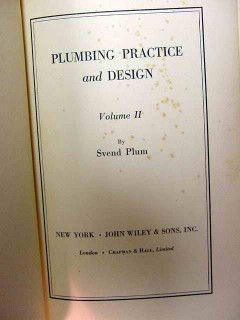 PLUMBING PRACTICE
and DESIGN
Volume II
By
Svend Plum
NEW YORK · JOHN WILEY & SONS, INC.
London · CHAPMAN & HALL, Limited